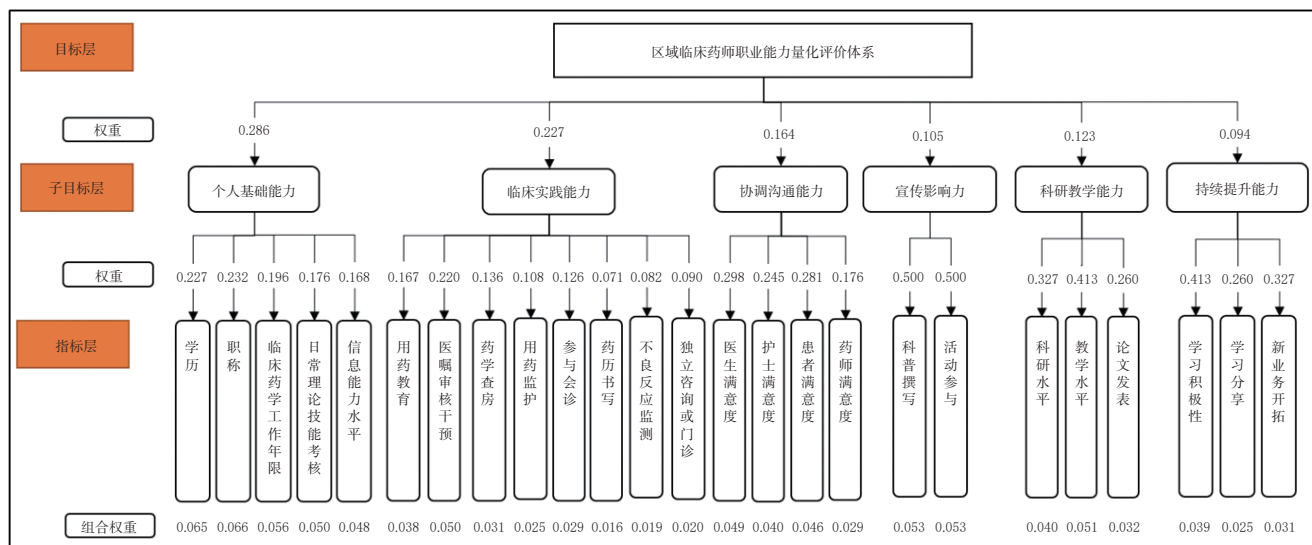 目标层
区域临床药师职业能力量化评价体系
权重
0.286 0.227 0.164 0.105 0.123 0.094
子目标层
个人基础能力 临床实践能力 协调沟通能力 宣传影响力 科研教学能力 持续提升能力
权重
0.227 0.232 0.196 0.176 0.168 0.167 0.220 0.136 0.108 0.126 0.071 0.082 0.090 0.298 0.245 0.281 0.176 0.500 0.500 0.327 0.413 0.260 0.413 0.260 0.327
指标层
学历
职称
临床药学工作年限
日常理论技能考核
信息能力水平
用药教育
医嘱审核干预
药学查房
用药监护
参与会诊
药历书写
不良反应监测
独立咨询或门诊
医生满意度
护士满意度
患者满意度
药师满意度
科普撰写
活动参与
科研水平
教学水平
论文发表
学习积极性
学习分享
新业务开拓
组合权重
0.065 0.066 0.056 0.050 0.048 0.038 0.050 0.031 0.025 0.029 0.016 0.019 0.020 0.049 0.040 0.046 0.029 0.053 0.053 0.040 0.051 0.032 0.039 0.025 0.031